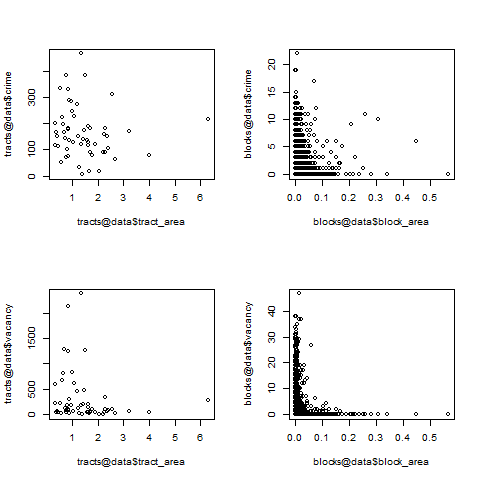 tracts@data$crime
0 100 300
1 2 3 4 5 6
tracts@data$tract_area
blocks@data$crime
0 5 10 15 20
0.0 0.1 0.2 0.3 0.4 0.5
blocks@data$block_area
tracts@data$vacancy
0 500 1500
1 2 3 4 5 6
tracts@data$tract_area
blocks@data$vacancy
0 10 20 30 40
0.0 0.1 0.2 0.3 0.4 0.5
blocks@data$block_area